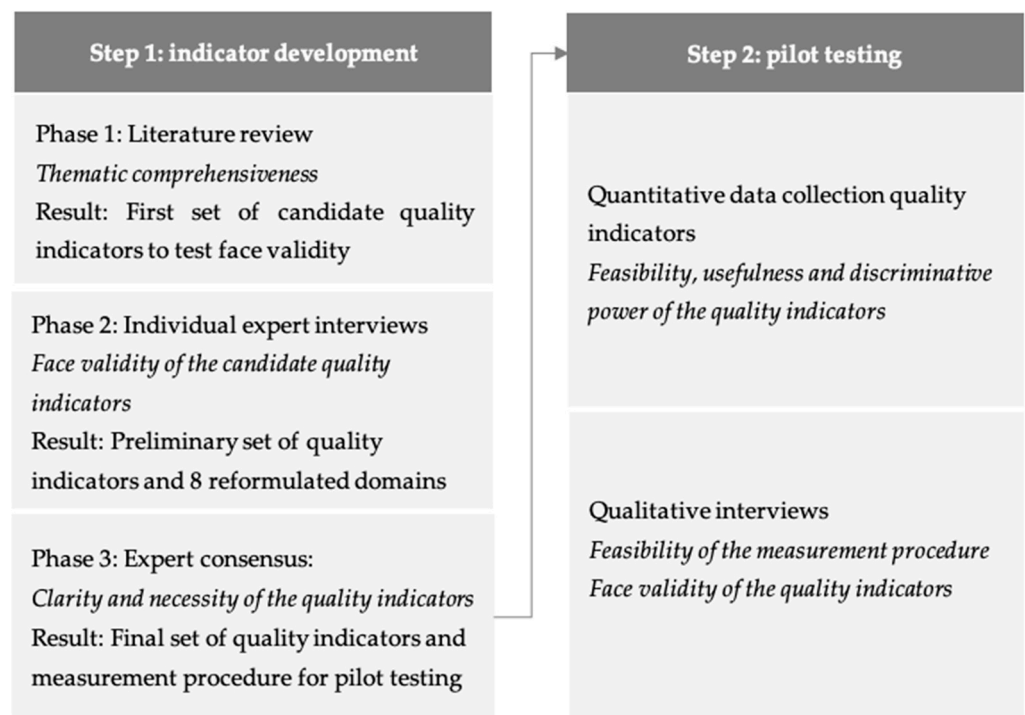 Step 1: indicator development
Phase 1: Literature review
Thematic comprehensiveness
Result: First set of candidate quality
indicators to test face validity
Phase 2: Individual expert interviews
Face validity of the candidate quality
indicators
Result: Preliminary set of quality
indicators and 8 reformulated domains
Phase 3: Expert consensus:
Clarity and necessity of the quality indicators
Result: Final set of quality indicators and
measurement procedure for pilot testing
Step 2: pilot testing
Quantitative data collection quality
indicators
Feasibility, usefulness and discriminative
power of the quality indicators
Qualitative interviews
Feasibility of the measurement procedure
Face validity of the quality indicators